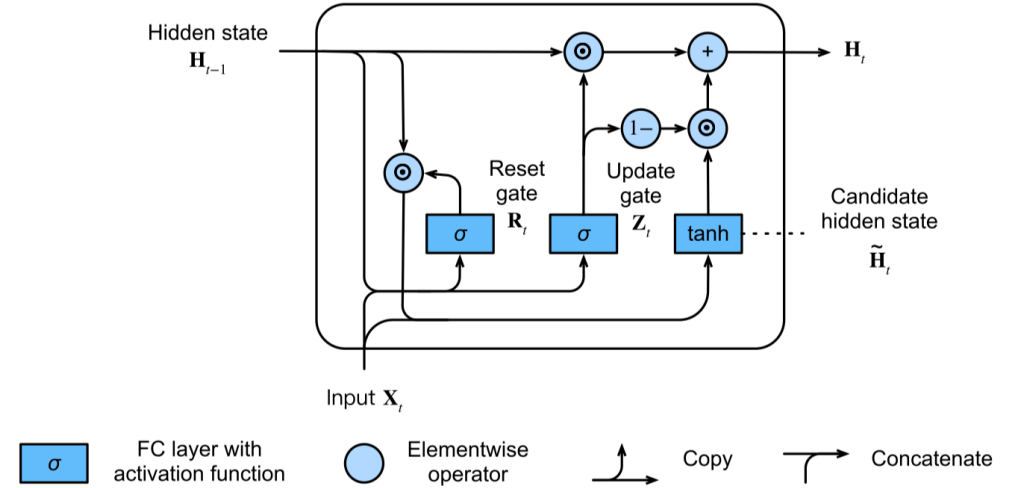 Hidden state
H_{t–1}
H_t
+
1–
Reset
gate
R_t
Update
gate
Z_t
σ
σ
tanh
Candidate
hidden state
H̃_t
Input X_t
σ
FC layer with
activation function
Elementwise
operator
Copy
Concatenate